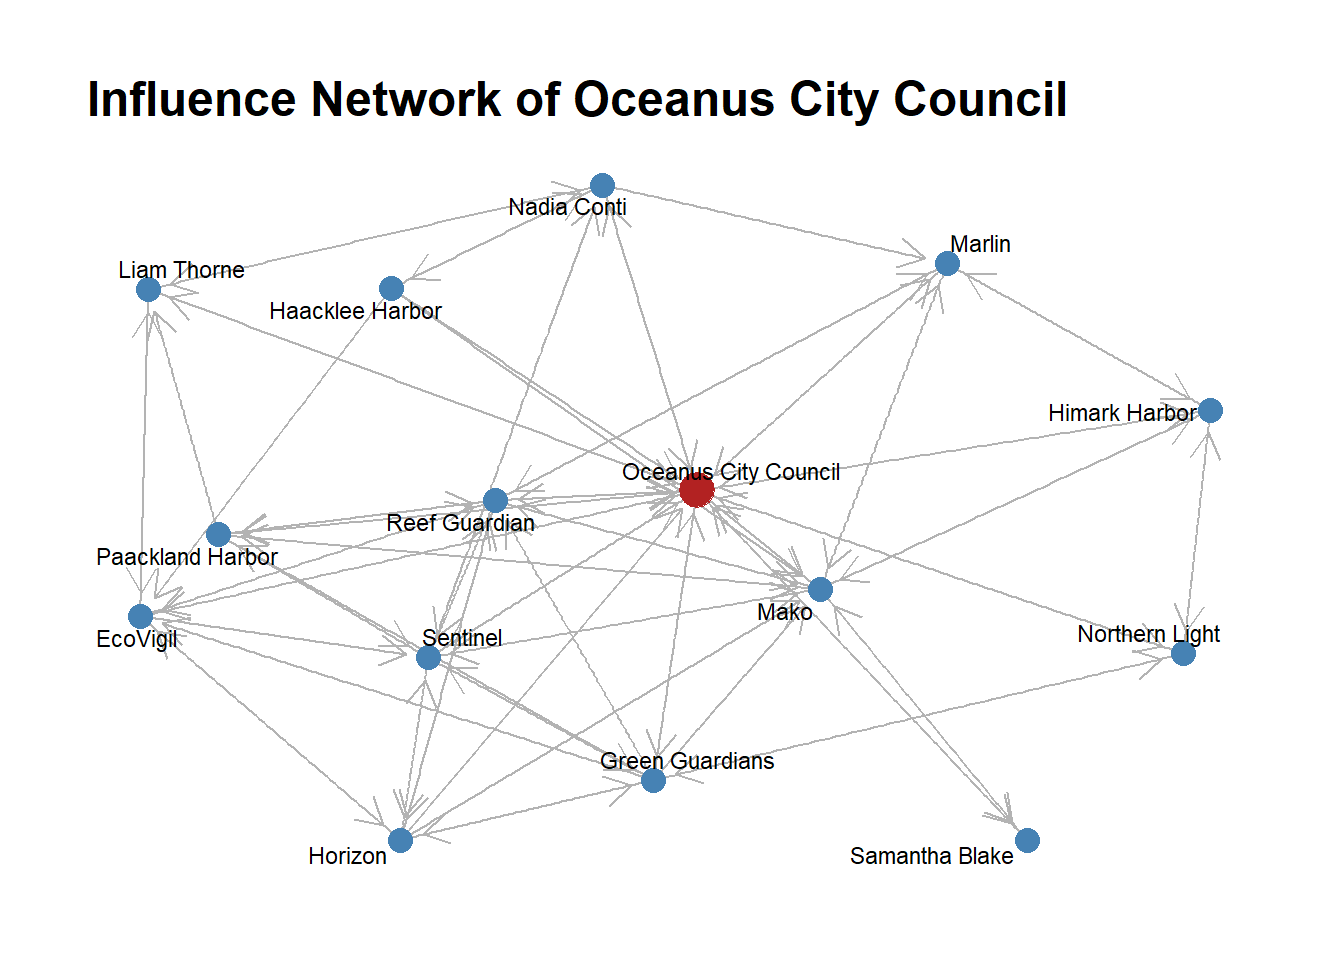 Influence Network of Oceanus City Council
Nadia Conti
Marlin
Liam Thorne
Haacklee Harbor
Himark Harbor
Oceanus City Council
Reef Guardian
Paackland Harbor
Mako
EcoVigil
Sentinel
Northern Light
Green Guardians
Horizon
Samantha Blake